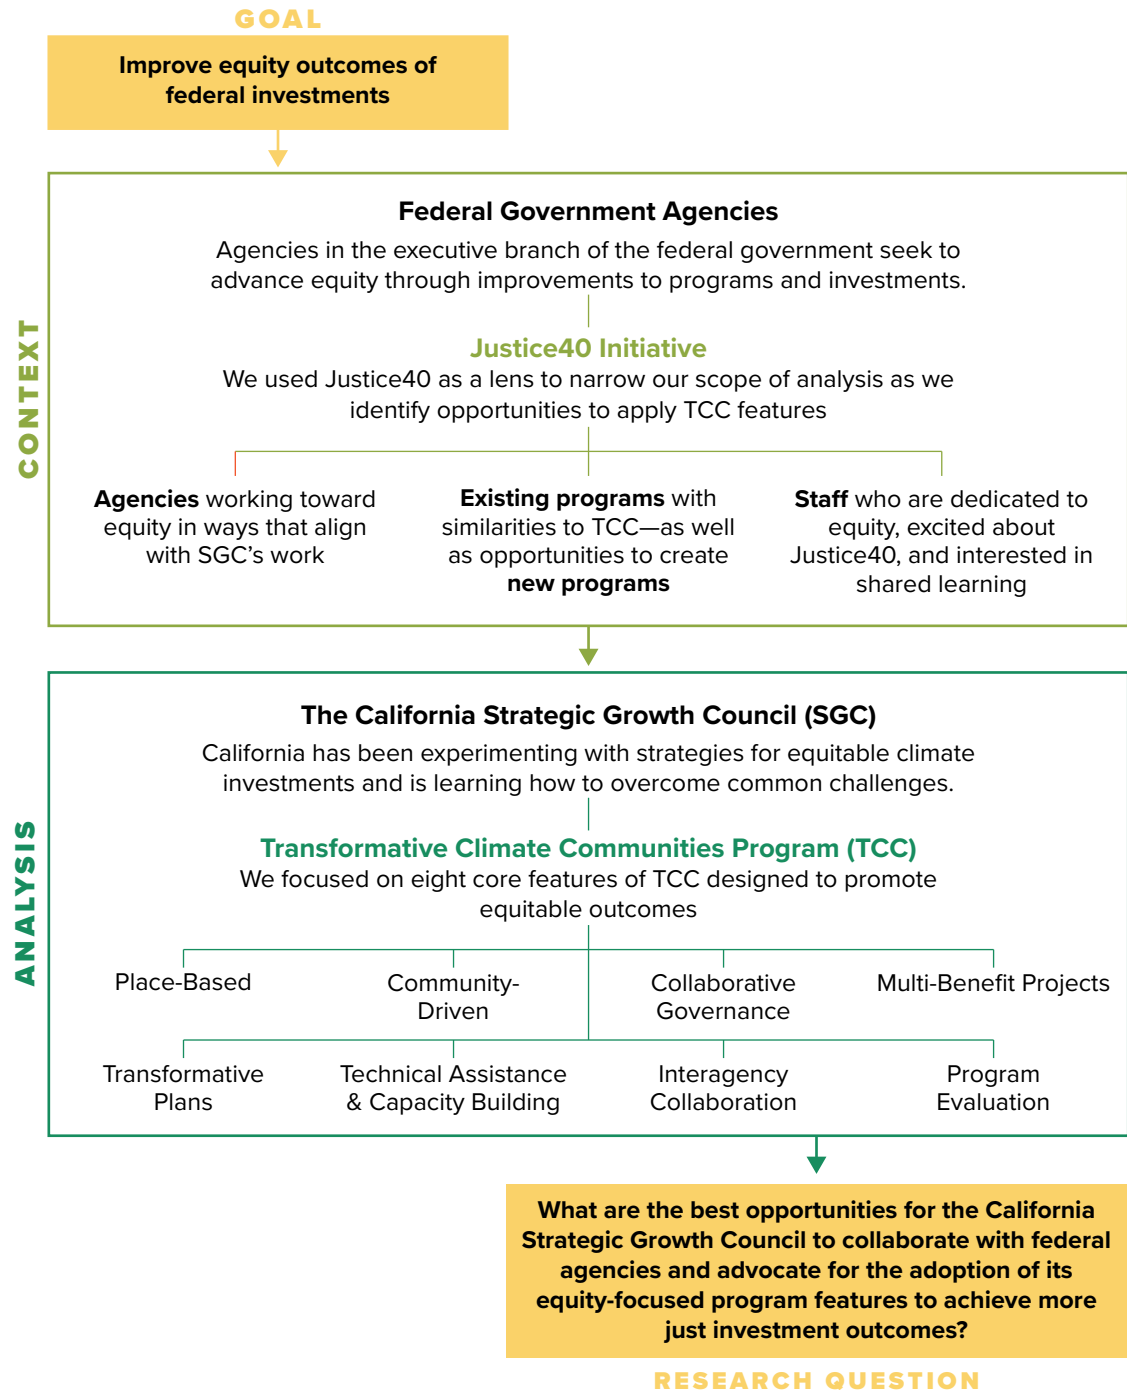 GOAL
Improve equity outcomes of
federal investments
CONTEXT
Federal Government Agencies
Agencies in the executive branch of the federal government seek to
advance equity through improvements to programs and investments.
Justice40 Initiative
We used Justice40 as a lens to narrow our scope of analysis as we
identify opportunities to apply TCC features
Agencies working toward
equity in ways that align
with SGC’s work
Existing programs with
similarities to TCC—as well
as opportunities to create
new programs
Staff who are dedicated to
equity, excited about
Justice40, and interested in
shared learning
ANALYSIS
The California Strategic Growth Council (SGC)
California has been experimenting with strategies for equitable climate
investments and is learning how to overcome common challenges.
Transformative Climate Communities Program (TCC)
We focused on eight core features of TCC designed to promote
equitable outcomes
Place-Based
Community-
Driven
Collaborative
Governance
Multi-Benefit Projects
Transformative
Plans
Technical Assistance
& Capacity Building
Interagency
Collaboration
Program
Evaluation
What are the best opportunities for the California
Strategic Growth Council to collaborate with federal
agencies and advocate for the adoption of its
equity-focused program features to achieve more
just investment outcomes?
RESEARCH QUESTION